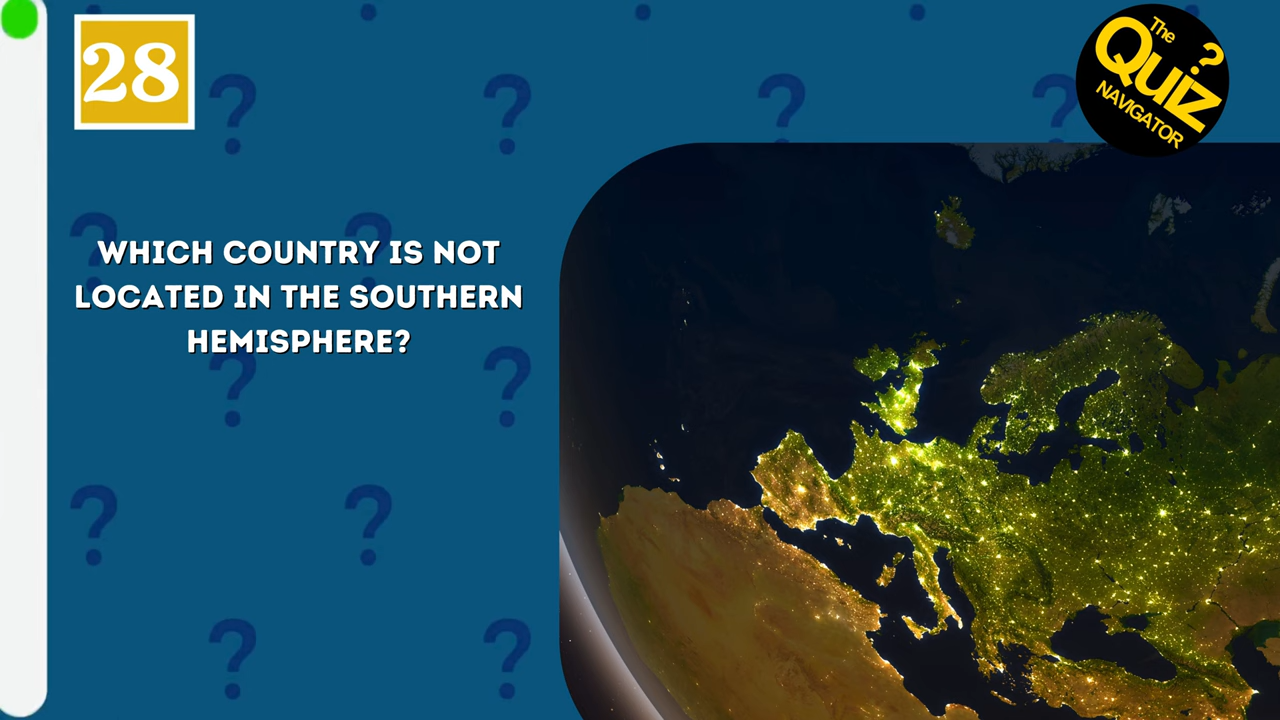 28
The
Quiz
NAVIGATOR
WHICH COUNTRY IS NOT
LOCATED IN THE SOUTHERN
HEMISPHERE?